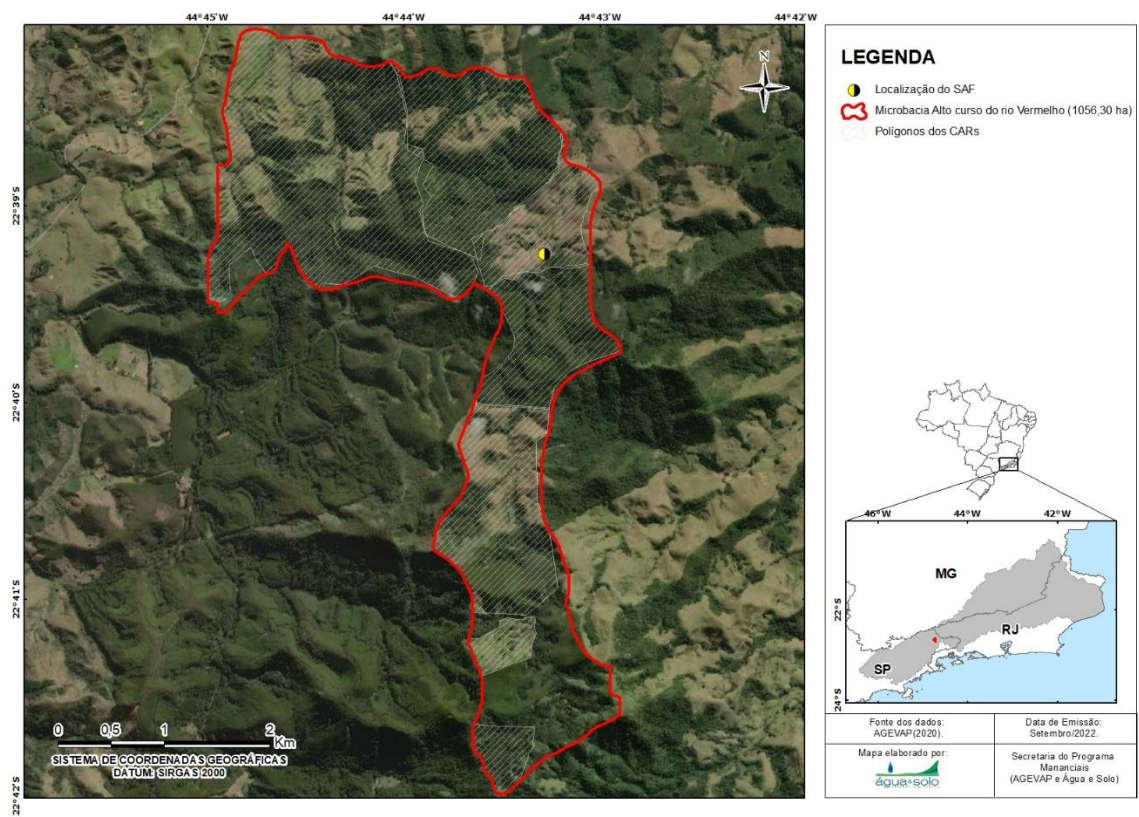 44°45'W
44°44'W
44°43'W
44°42'W
22°39'S
22°40'S
22°41'S
22°42'S
N
0 0,5 1 2
Km
SISTEMA DE COORDENADAS GEOGRÁFICAS
DATUM: SIRGAS 2000
LEGENDA
Localização do SAF
Microbacia Alto curso do rio Vermelho (1056,30 ha)
Polígonos dos CARs
46°W
44°W
42°W
22°S
24°S
MG
RJ
SP
Fonte dos dados:
AGEVAP(2020).
Data de Emissão:
Setembro/2022.
Mapa elaborado por:
água e solo
Secretaria do Programa
Mananciais
(AGEVAP e Água e Solo)